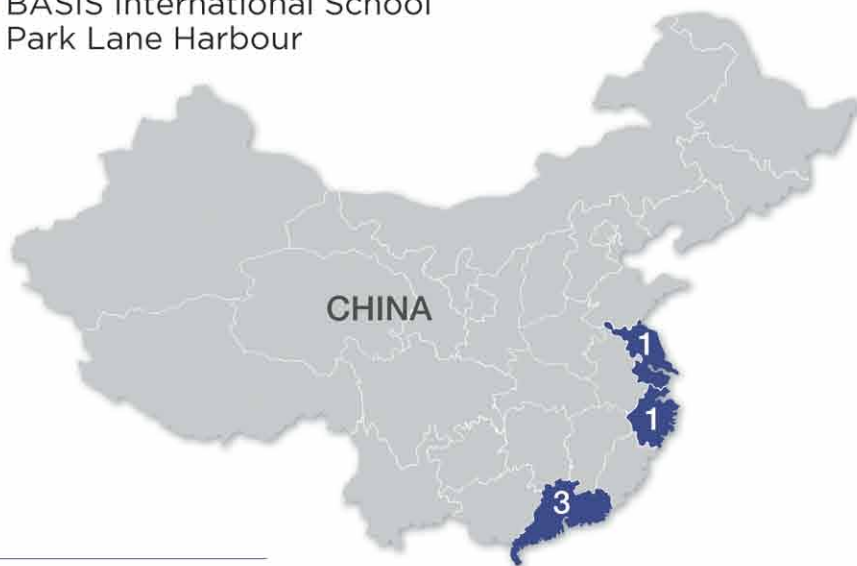 BASIS International School
Park Lane Harbour
CHINA
1
1
3